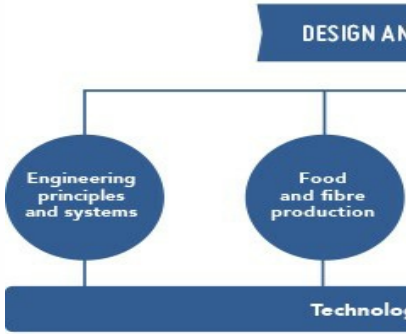 DESIGN AN
Engineering
principles
and systems
Food
and fibre
production
Technolog